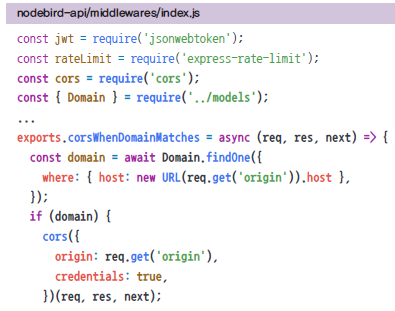 nodebird-api/middlewares/index.js
const jwt = require('jsonwebtoken');
const rateLimit = require('express-rate-limit');
const cors = require('cors');
const { Domain } = require('../models');
...
exports.corsWhenDomainMatches = async (req, res, next) => {
  const domain = await Domain.findOne({
    where: { host: new URL(req.get('origin')).host },
  });
  if (domain) {
    cors({
      origin: req.get('origin'),
      credentials: true,
    })(req, res, next);